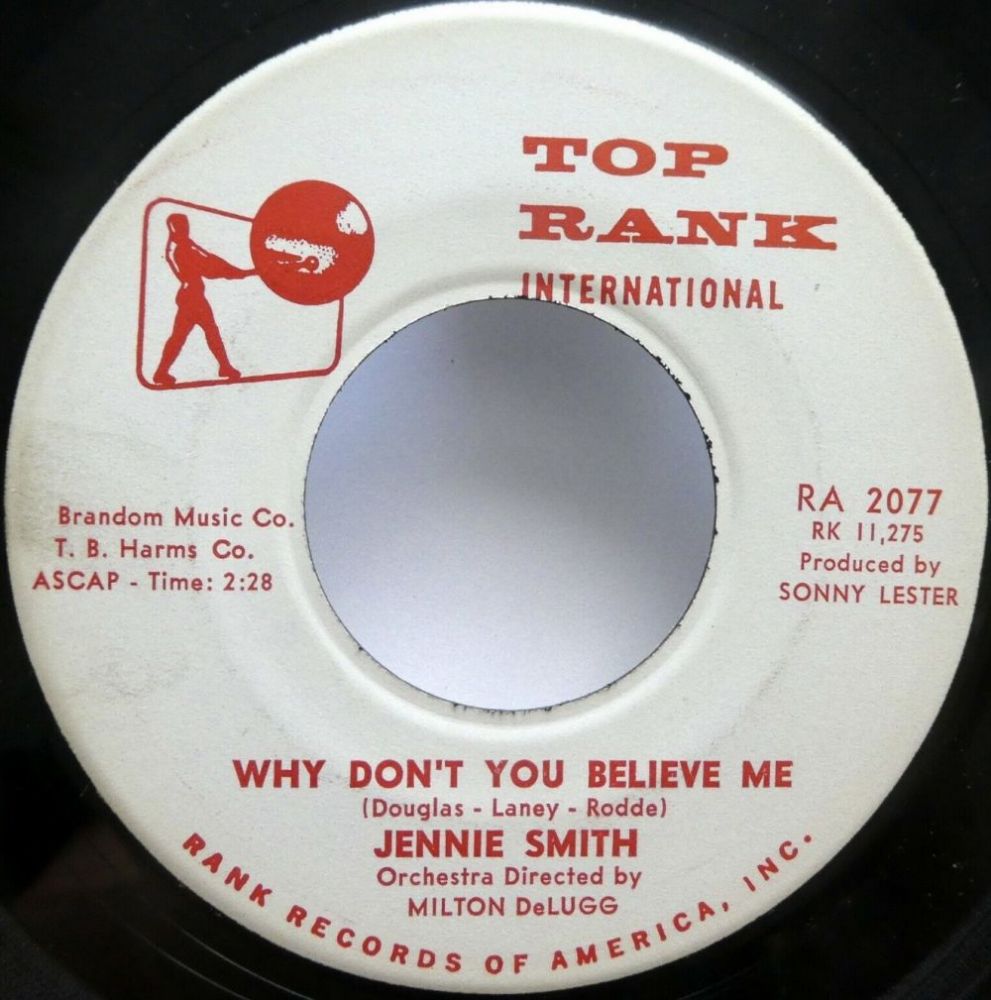 TOP
RANK
INTERNATIONAL
Brandom Music Co.
T. B. Harms Co.
ASCAP - Time: 2:28
RA 2077
RK 11,275
Produced by
SONNY LESTER
WHY DON'T YOU BELIEVE ME
(Douglas - Laney - Rodde)
JENNIE SMITH
Orchestra Directed by
MILTON DeLUGG
RANK RECORDS OF AMERICA, INC.